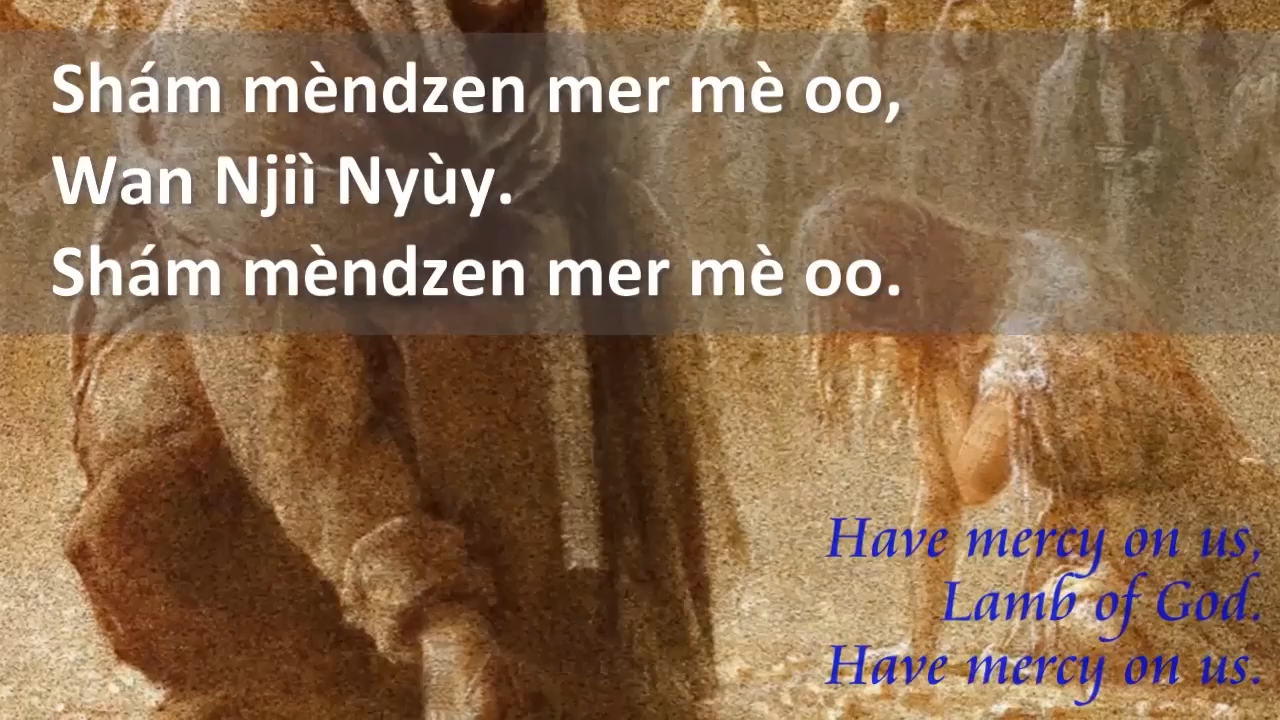 Shám mèndzen mer mè oo,
Wan Njiì Nyùy.
Shám mèndzen mer mè oo.
Have mercy on us,
Lamb of God.
Have mercy on us.